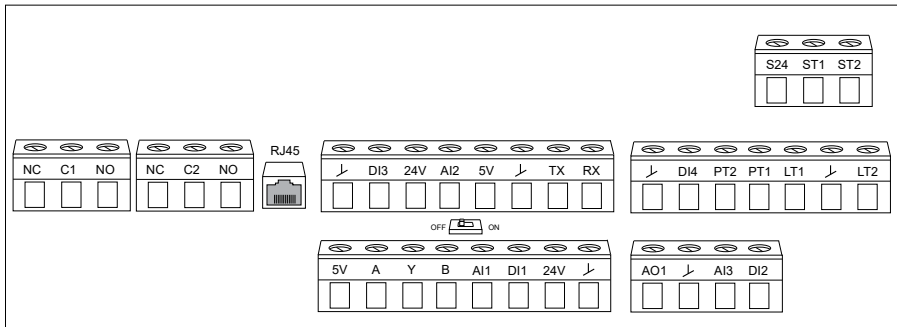 S24 ST1 ST2
RJ45
NC C1 NO NC C2 NO DI3 24V AI2 5V TX RX DI4 PT2 PT1 LT1 LT2
OFF ON
5V A Y B AI1 DI1 24V AO1 AI3 DI2